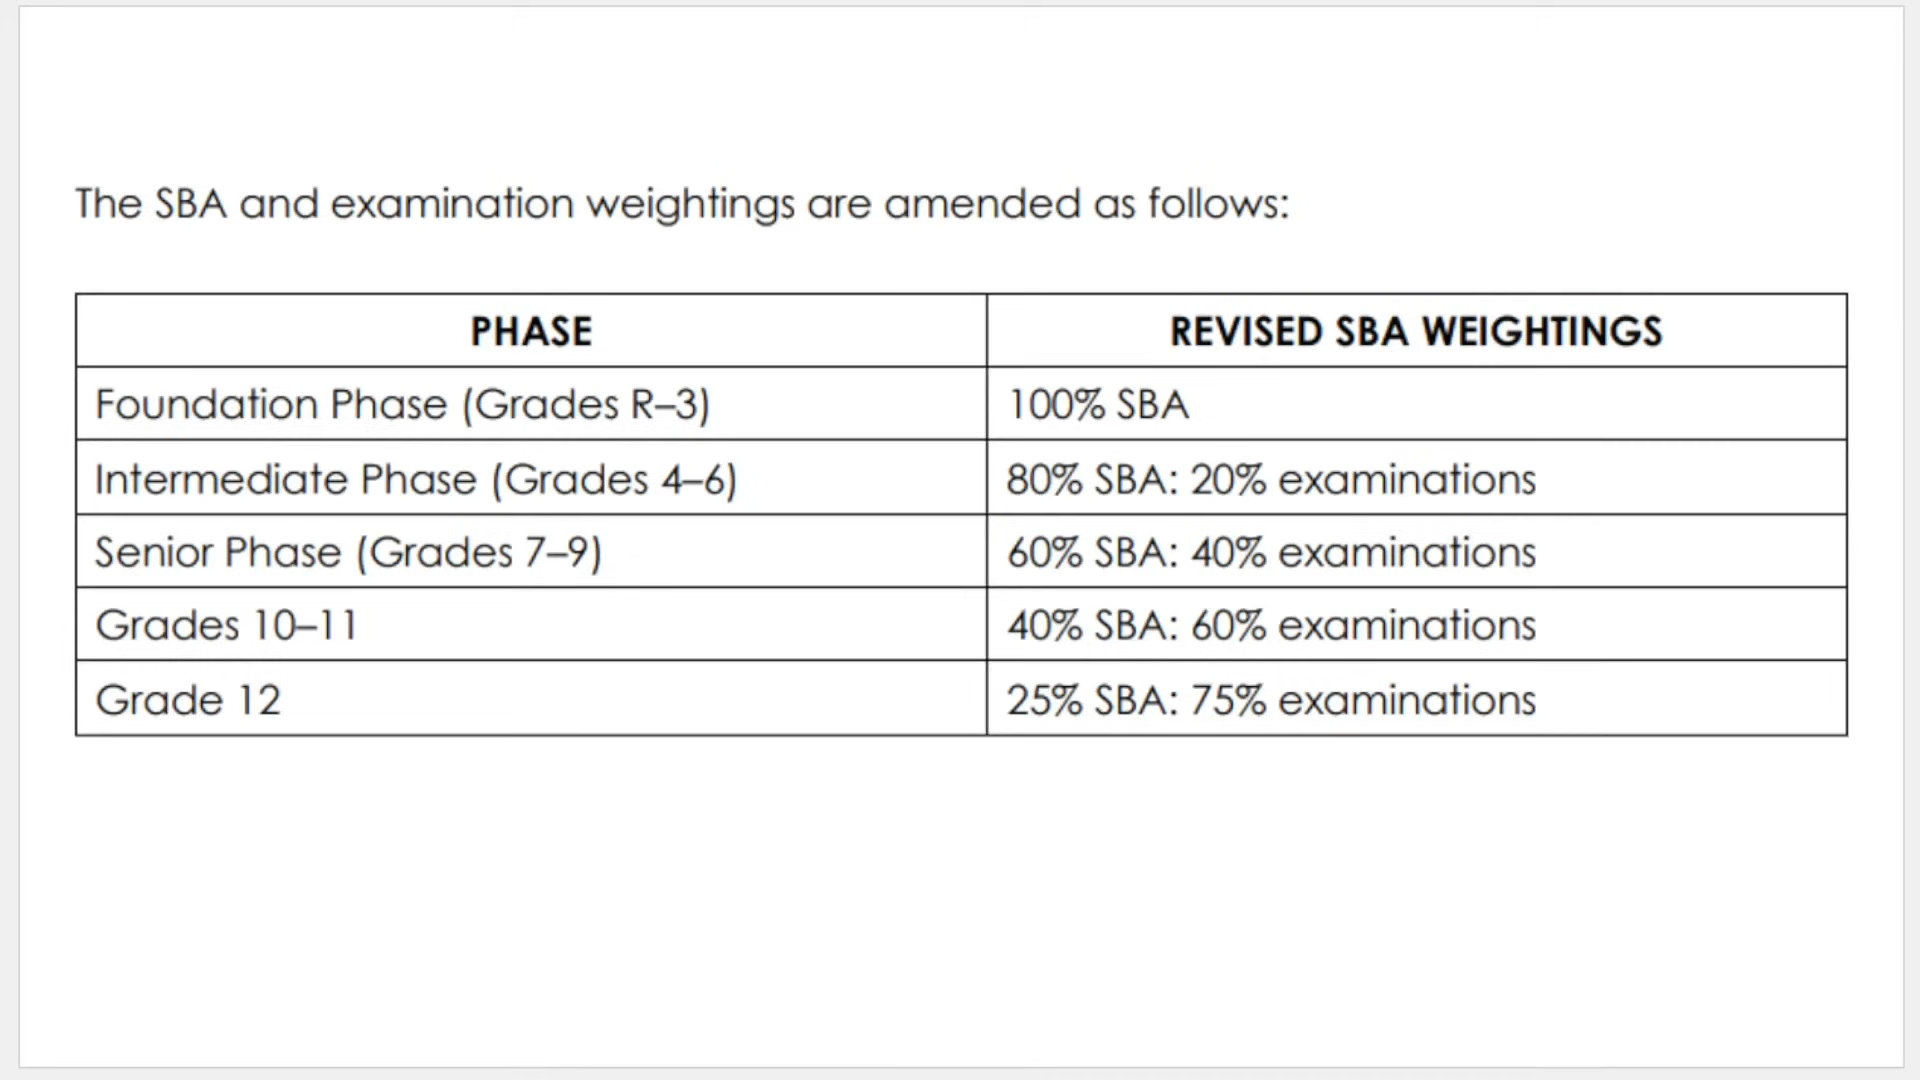 The SBA and examination weightings are amended as follows:
PHASE REVISED SBA WEIGHTINGS
Foundation Phase (Grades R–3) 100% SBA
Intermediate Phase (Grades 4–6) 80% SBA: 20% examinations
Senior Phase (Grades 7–9) 60% SBA: 40% examinations
Grades 10–11 40% SBA: 60% examinations
Grade 12 25% SBA: 75% examinations